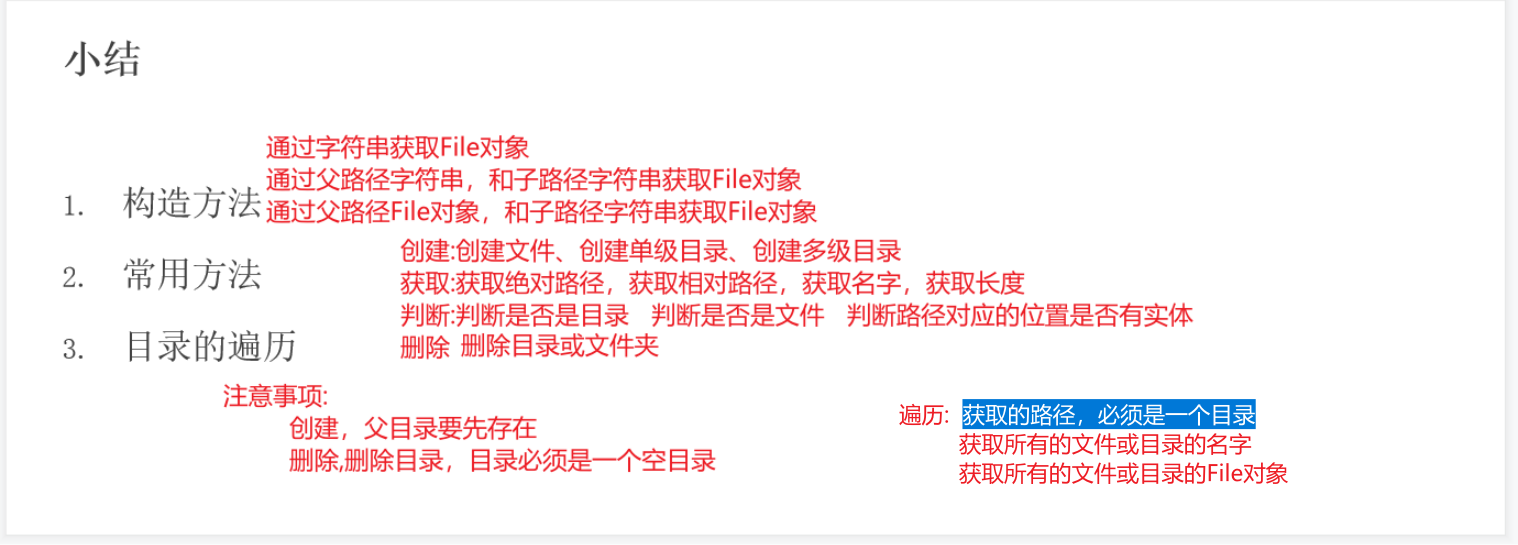 小结
通过字符串获取File对象
通过父路径字符串，和子路径字符串获取File对象
1. 构造方法
通过父路径File对象，和子路径字符串获取File对象
创建:创建文件、创建单级目录、创建多级目录
2. 常用方法
获取:获取绝对路径，获取相对路径，获取名字，获取长度
判断:判断是否是目录 判断是否是文件 判断路径对应的位置是否有实体
3. 目录的遍历
删除 删除目录或文件夹
注意事项:
创建，父目录要先存在
删除,删除目录，目录必须是一个空目录
遍历: 获取的路径，必须是一个目录
获取所有的文件或目录的名字
获取所有的文件或目录的File对象